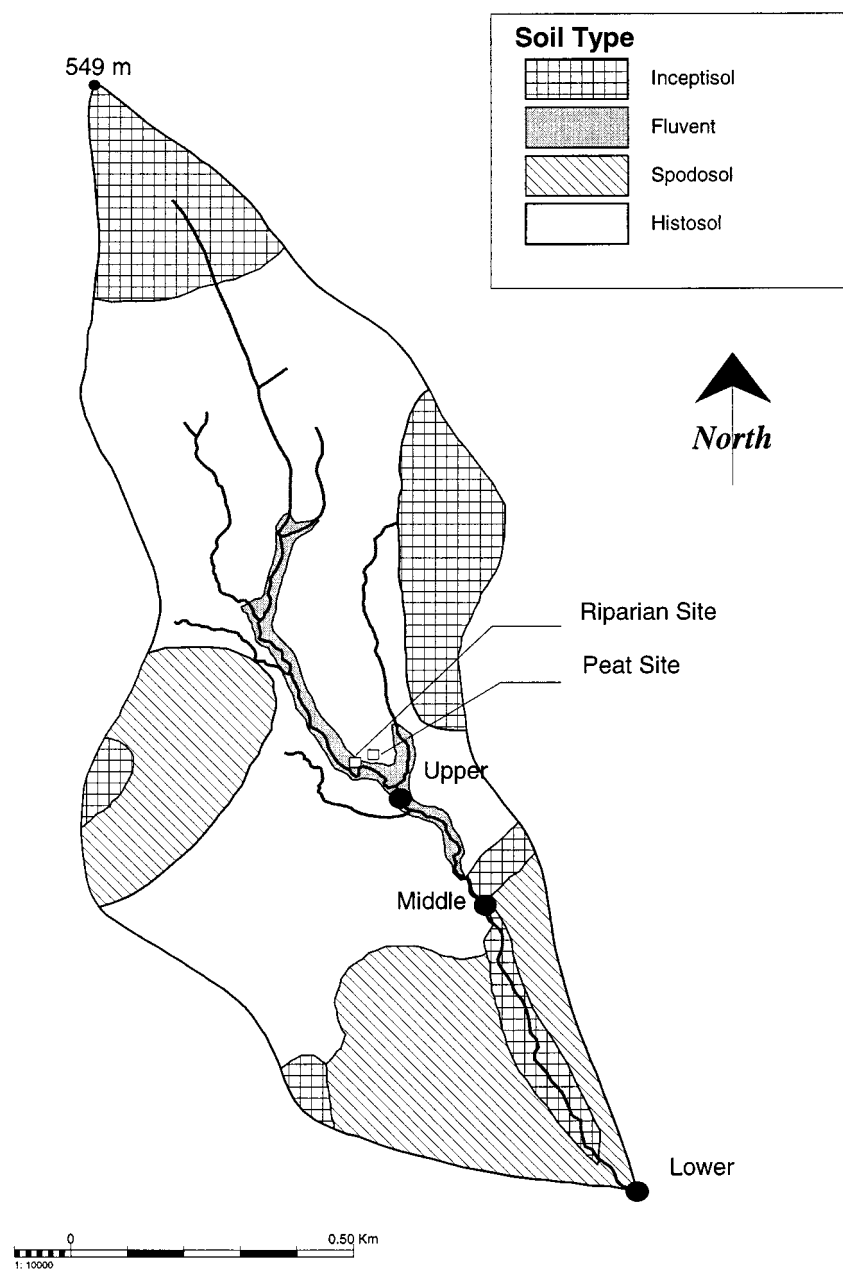 Soil Type
549 m
Inceptisol
Fluvent
Spodosol
Histosol
North
Riparian Site
Peat Site
Upper
Middle
Lower
0
0.50 Km
1: 10000